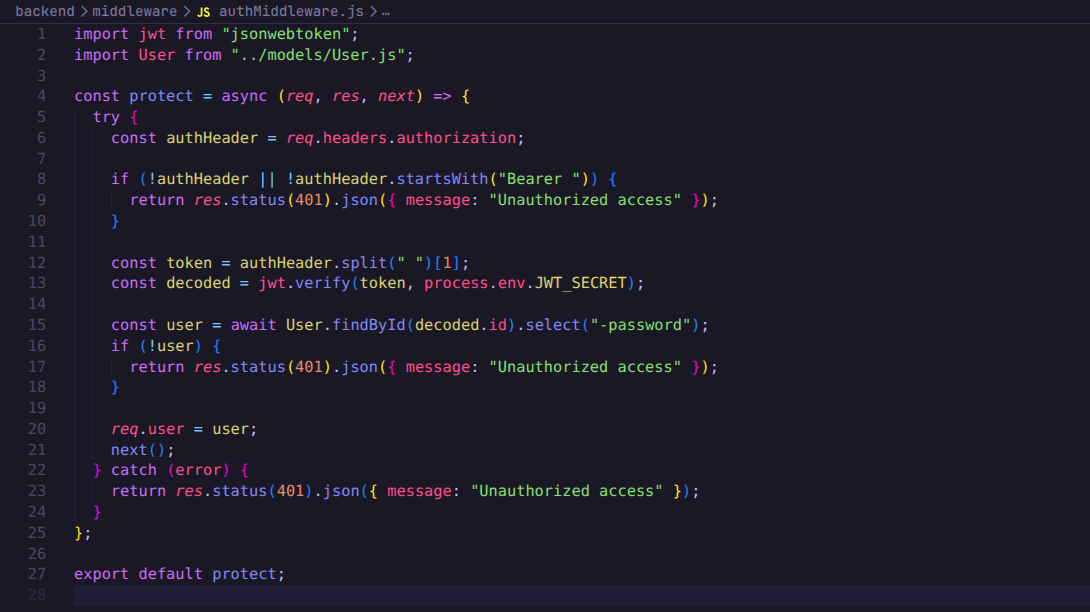 backend > middleware > JS authMiddleware.js > …
1 import jwt from "jsonwebtoken";
2 import User from "../models/User.js";
3
4 const protect = async (req, res, next) => {
5   try {
6     const authHeader = req.headers.authorization;
7
8     if (!authHeader || !authHeader.startsWith("Bearer ")) {
9       return res.status(401).json({ message: "Unauthorized access" });
10     }
11
12     const token = authHeader.split(" ")[1];
13     const decoded = jwt.verify(token, process.env.JWT_SECRET);
14
15     const user = await User.findById(decoded.id).select("-password");
16     if (!user) {
17       return res.status(401).json({ message: "Unauthorized access" });
18     }
19
20     req.user = user;
21     next();
22   } catch (error) {
23     return res.status(401).json({ message: "Unauthorized access" });
24   }
25 };
26
27 export default protect;
28